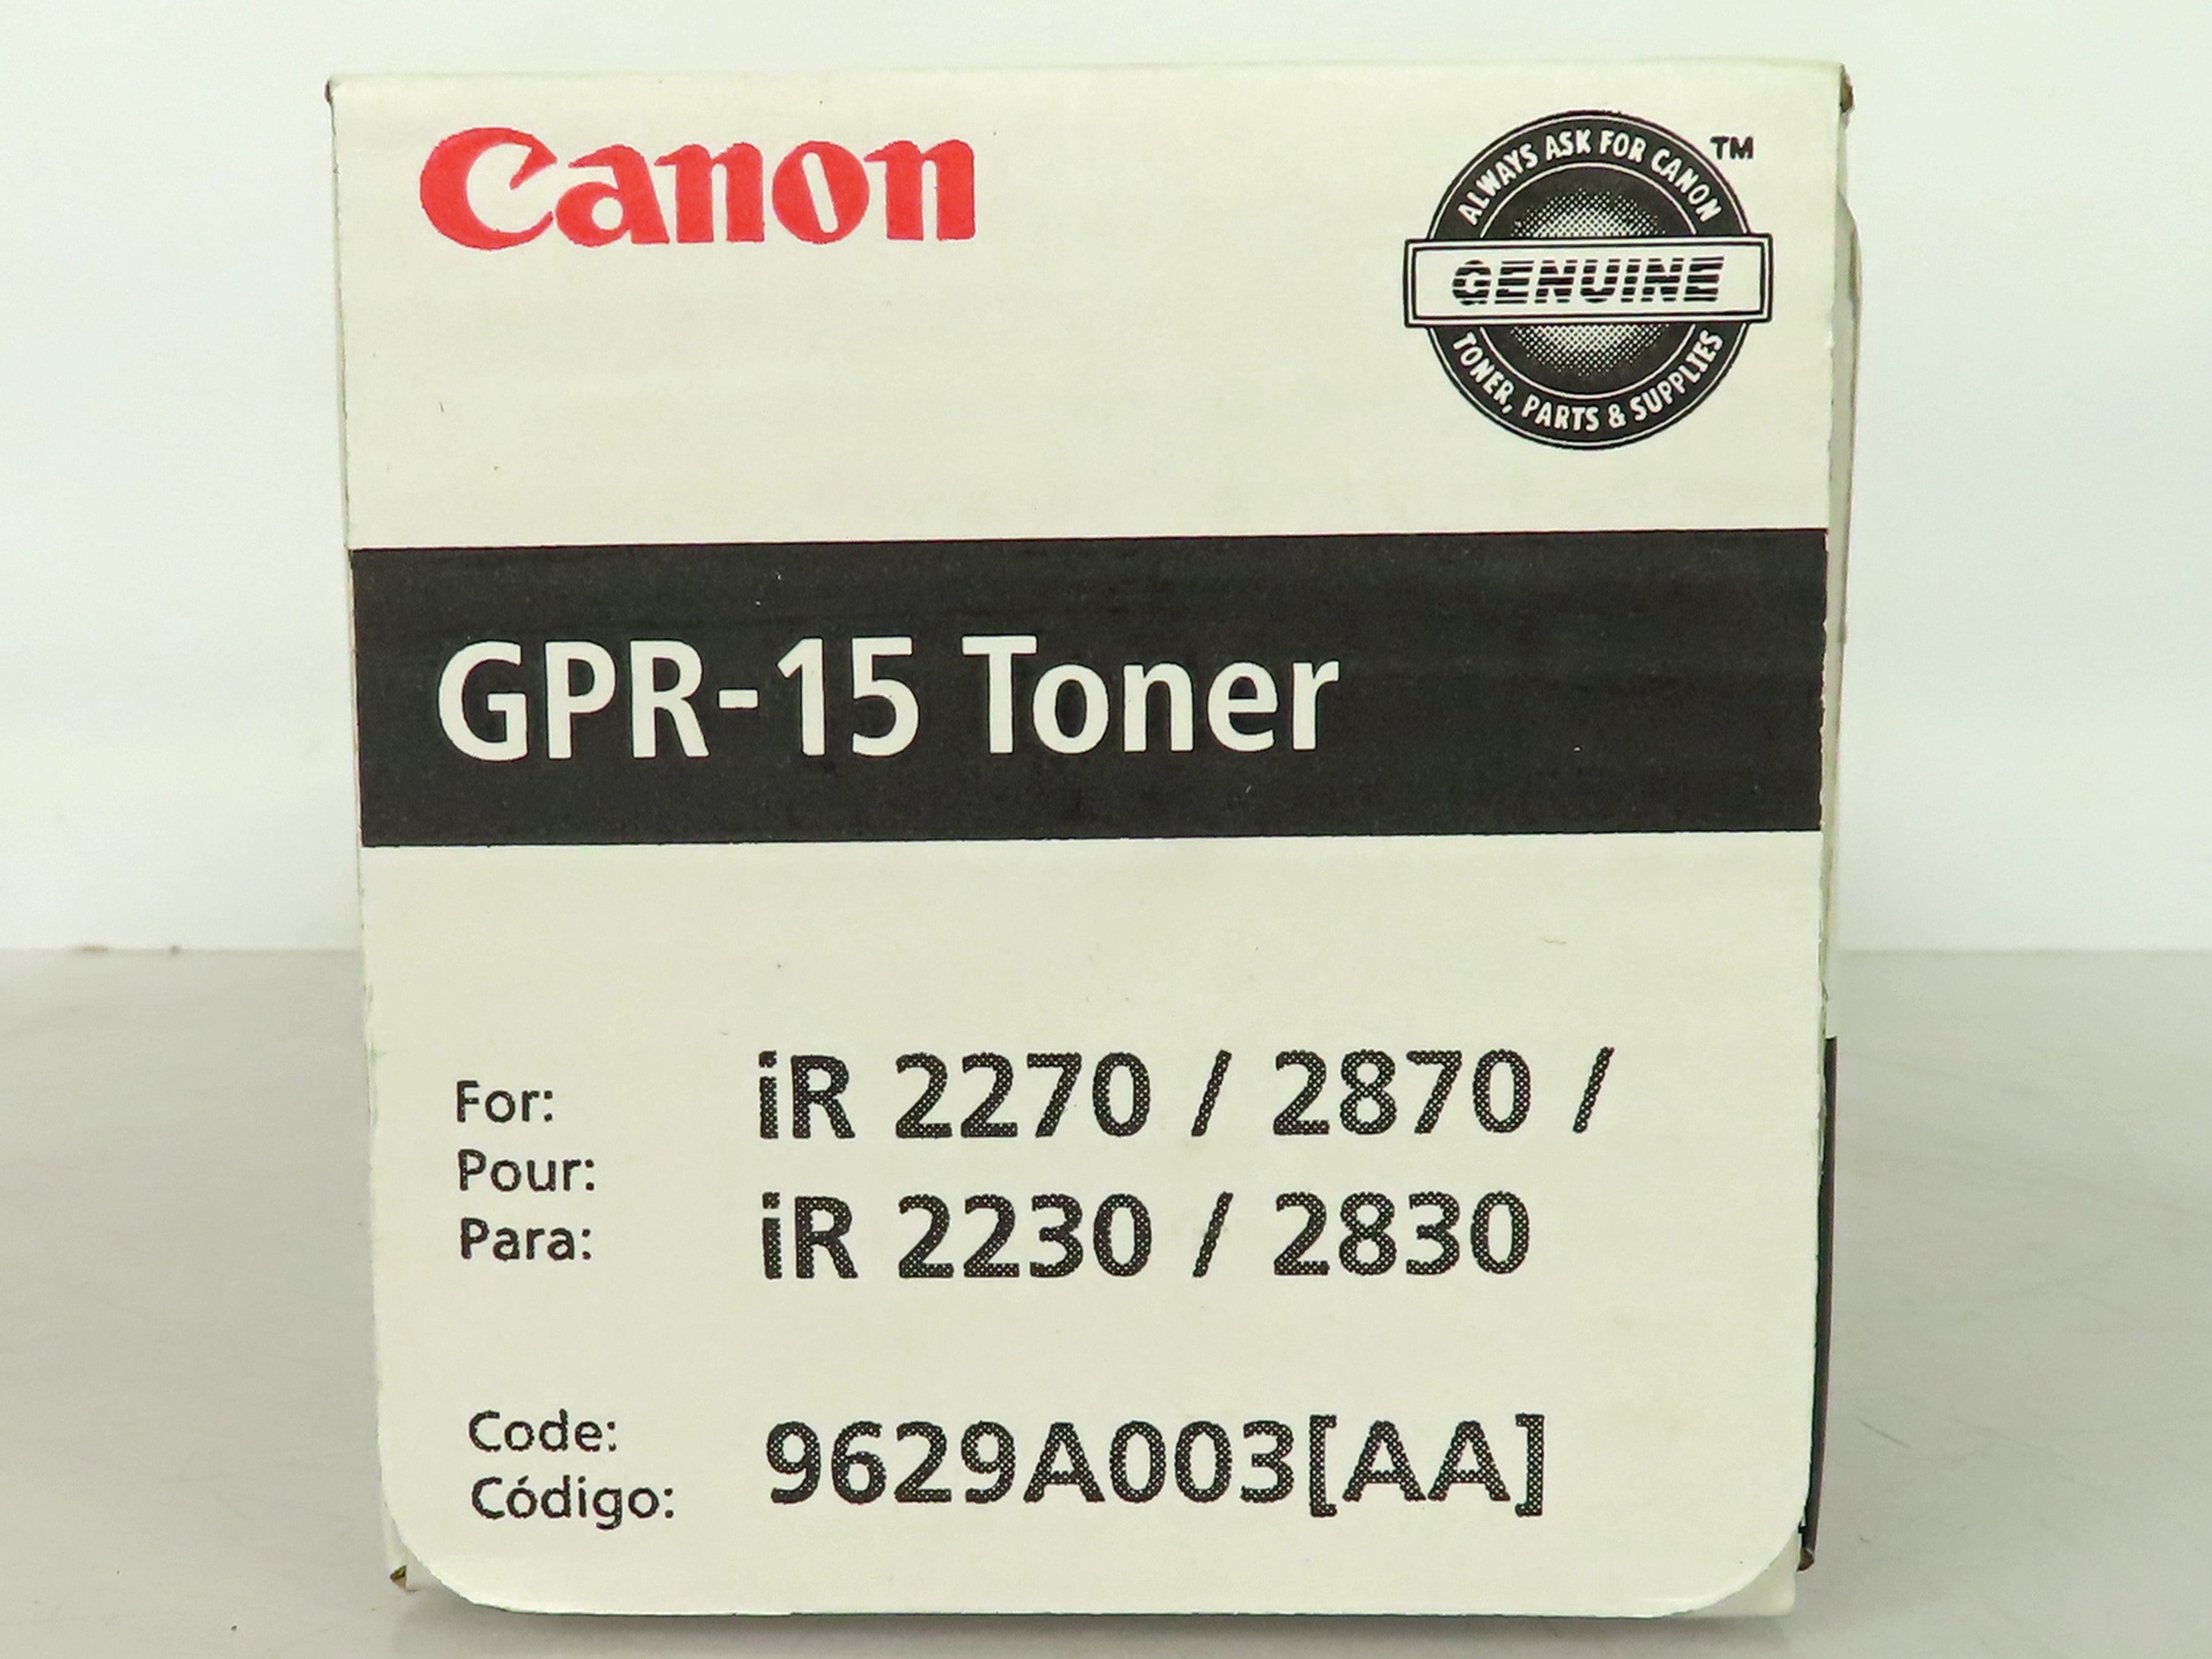 Canon
ALWAYS ASK FOR CANON
TM
GENUINE
TONER, PARTS & SUPPLIES
GPR-15 Toner
For:
Pour:
Para:
iR 2270 / 2870 /
iR 2230 / 2830
Code:
Código:
9629A003[AA]